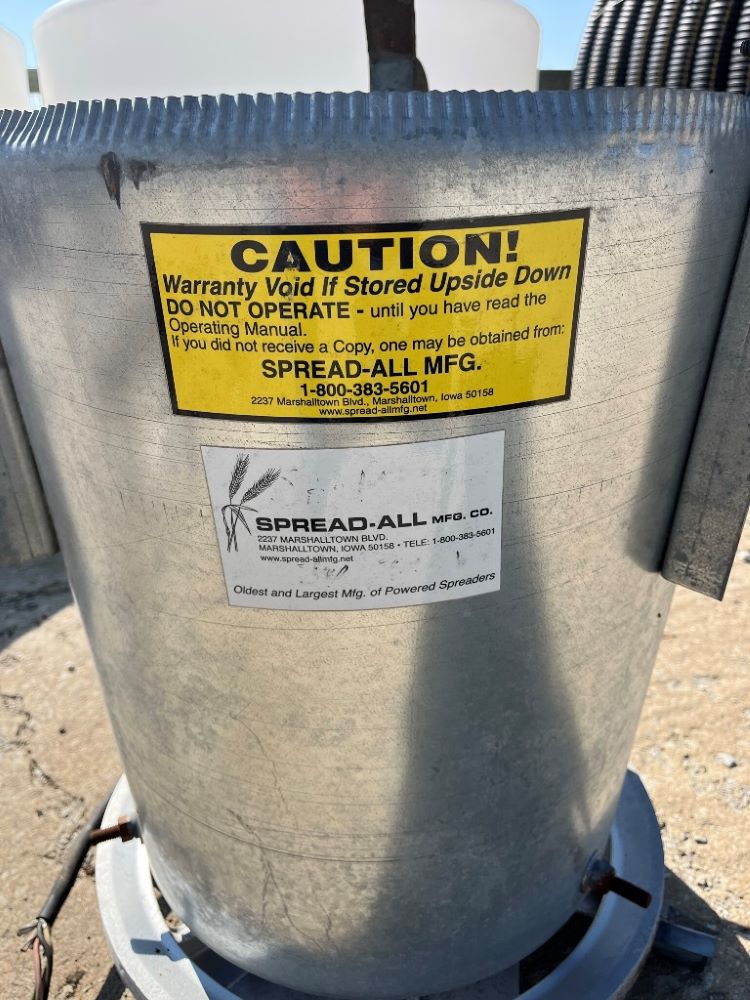 CAUTION!
Warranty Void If Stored Upside Down
DO NOT OPERATE - until you have read the
Operating Manual.
If you did not receive a Copy, one may be obtained from:
SPREAD-ALL MFG.
1-800-383-5601
2237 Marshalltown Blvd., Marshalltown, Iowa 50158
www.spread-allmfg.net
SPREAD-ALL MFG. CO.
2237 MARSHALLTOWN BLVD.
MARSHALLTOWN, IOWA 50158 • TELE: 1-800-383-5601
www.spread-allmfg.net
Oldest and Largest Mfg. of Powered Spreaders